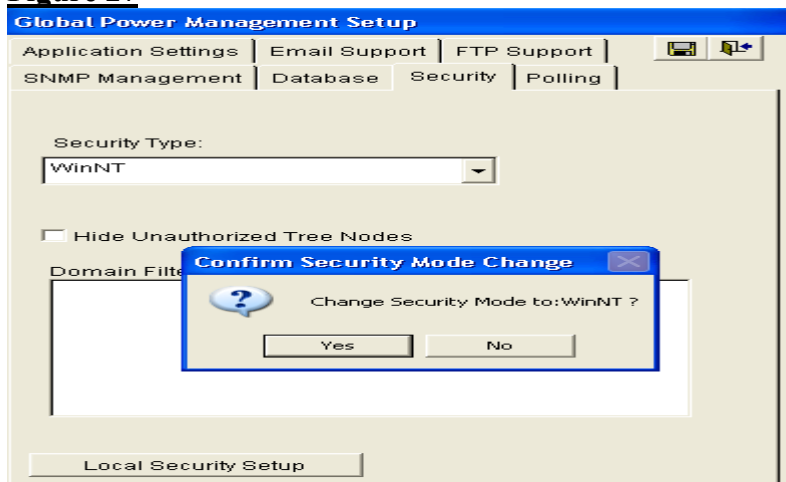 Global Power Management Setup
Application Settings Email Support FTP Support
SNMP Management Database Security Polling
Security Type:
WinNT
Hide Unauthorized Tree Nodes
Confirm Security Mode Change
Domain Filte
Change Security Mode to:WinNT ?
Yes No
Local Security Setup